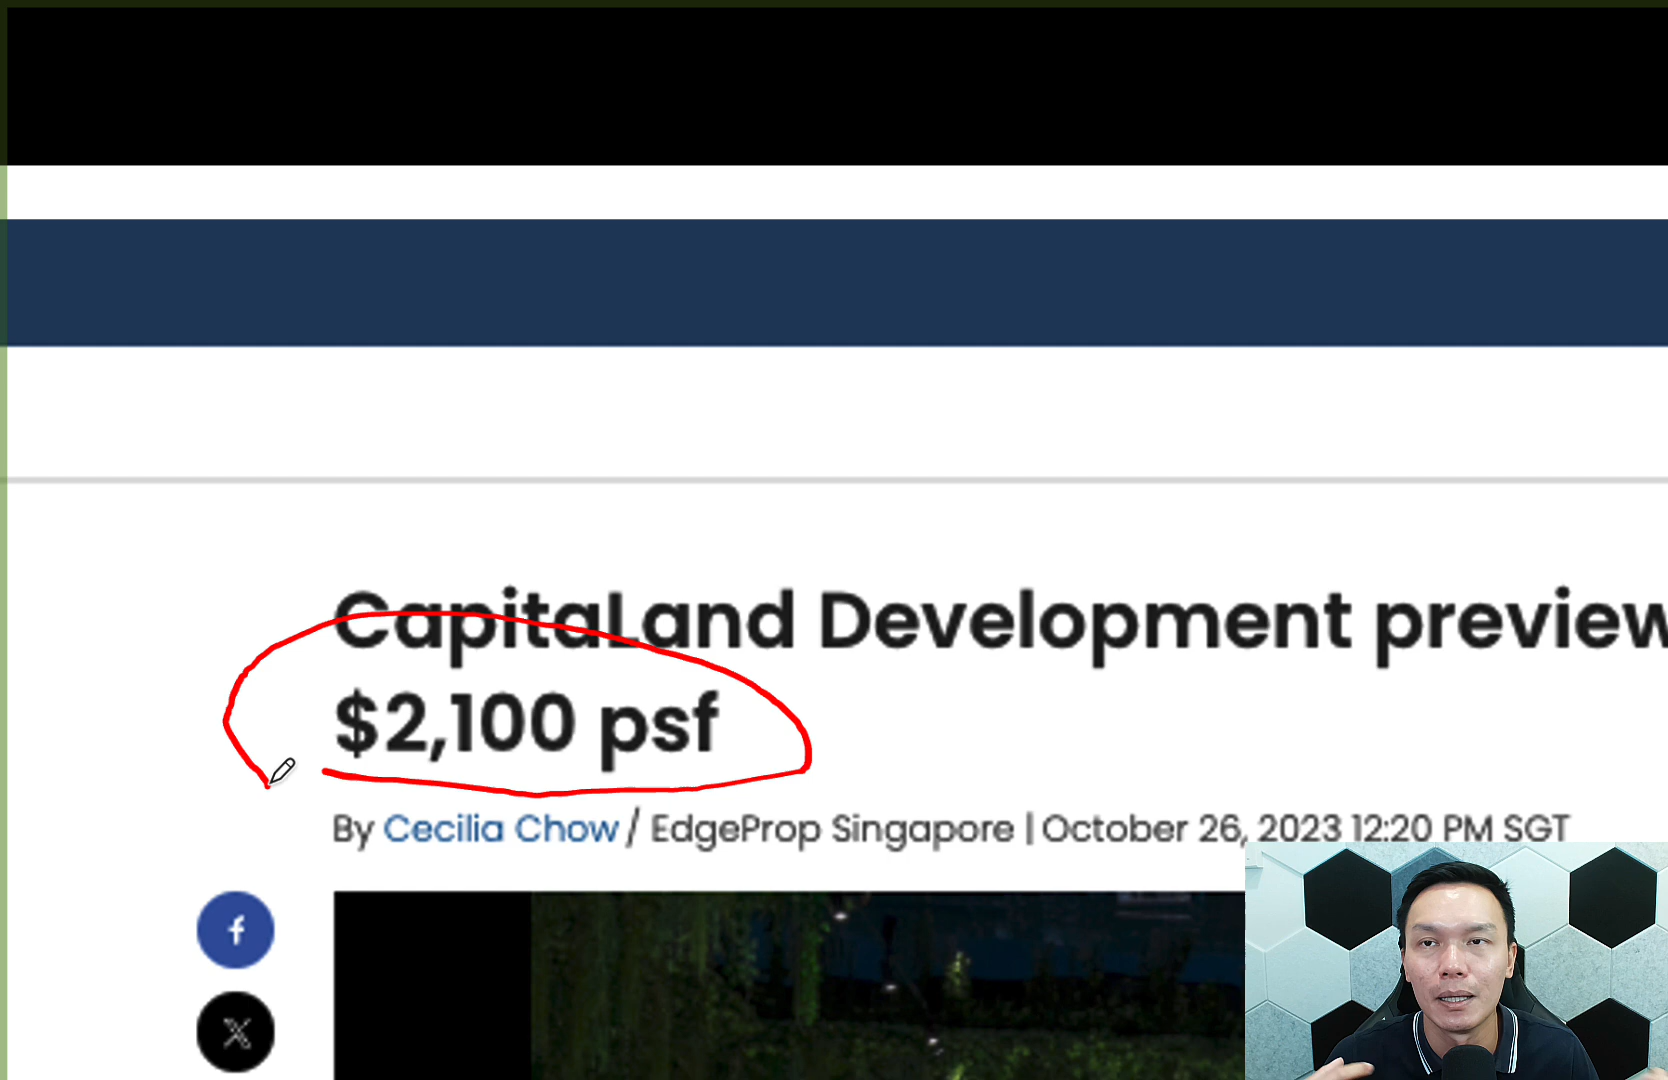 CapitaLand Development preview
$2,100 psf
By Cecilia Chow / EdgeProp Singapore | October 26, 2023 12:20 PM SGT